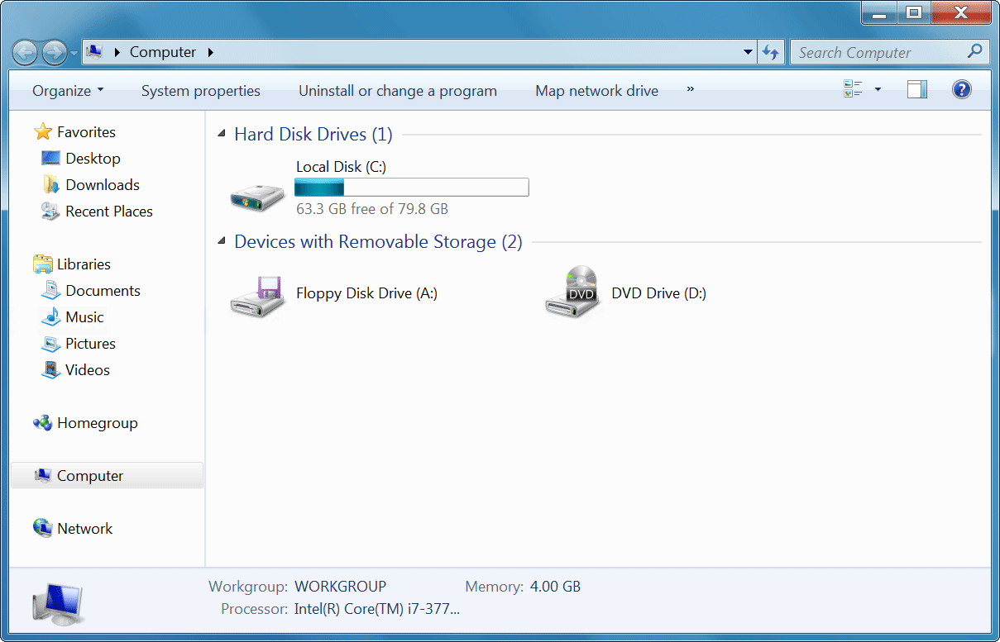 Computer
Search Computer
Organize System properties Uninstall or change a program Map network drive »
Favorites
Desktop
Downloads
Recent Places
Libraries
Documents
Music
Pictures
Videos
Homegroup
Computer
Network
Hard Disk Drives (1)
Local Disk (C:)
63.3 GB free of 79.8 GB
Devices with Removable Storage (2)
Floppy Disk Drive (A:)
DVD
DVD Drive (D:)
Workgroup: WORKGROUP Memory: 4.00 GB
Processor: Intel(R) Core(TM) i7-377...